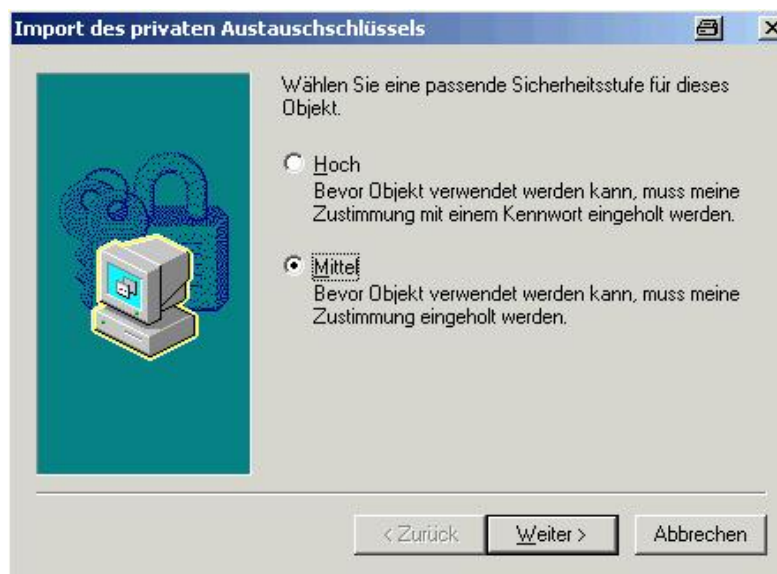 Import des privaten Austauschschlüssels
Wählen Sie eine passende Sicherheitsstufe für dieses
Objekt.
Hoch
Bevor Objekt verwendet werden kann, muss meine
Zustimmung mit einem Kennwort eingeholt werden.
Mittel
Bevor Objekt verwendet werden kann, muss meine
Zustimmung eingeholt werden.
< Zurück
Weiter >
Abbrechen